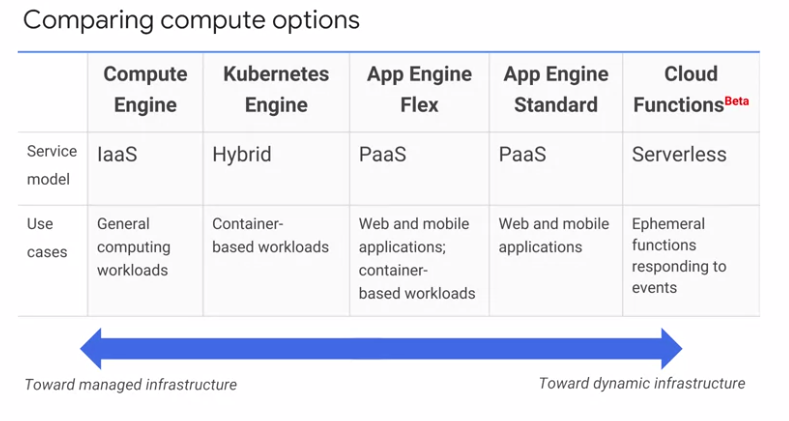 Comparing compute options
Compute Engine
Kubernetes Engine
App Engine Flex
App Engine Standard
Cloud FunctionsBeta
Service model
IaaS
Hybrid
PaaS
PaaS
Serverless
Use cases
General computing workloads
Container-based workloads
Web and mobile applications; container-based workloads
Web and mobile applications
Ephemeral functions responding to events
Toward managed infrastructure
Toward dynamic infrastructure